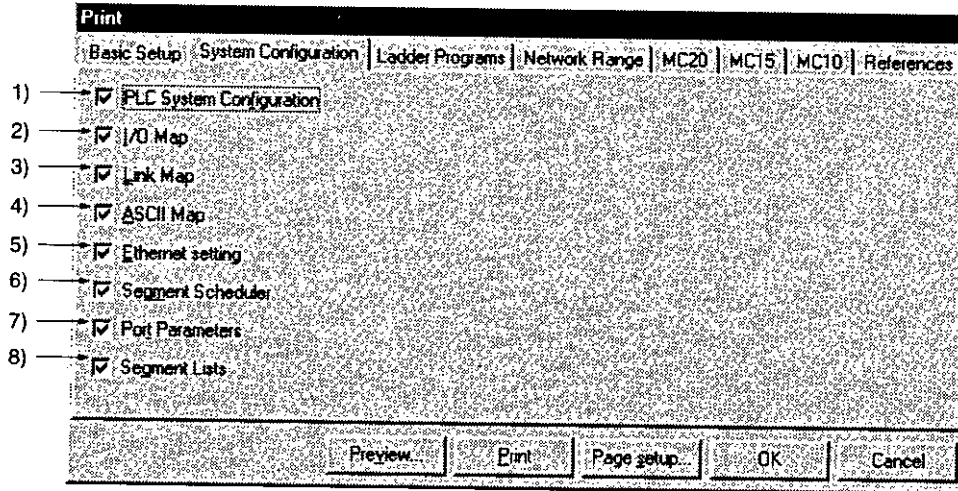 Print
Basic Setup System Configuration Ladder Programs Network Range MC20 MC15 MC10 References
1) PLC System Configuration
2) I/O Map
3) Link Map
4) ASCII Map
5) Ethernet setting
6) Segment Scheduler
7) Port Parameters
8) Segment Lists
Preview... Print Page setup... OK Cancel